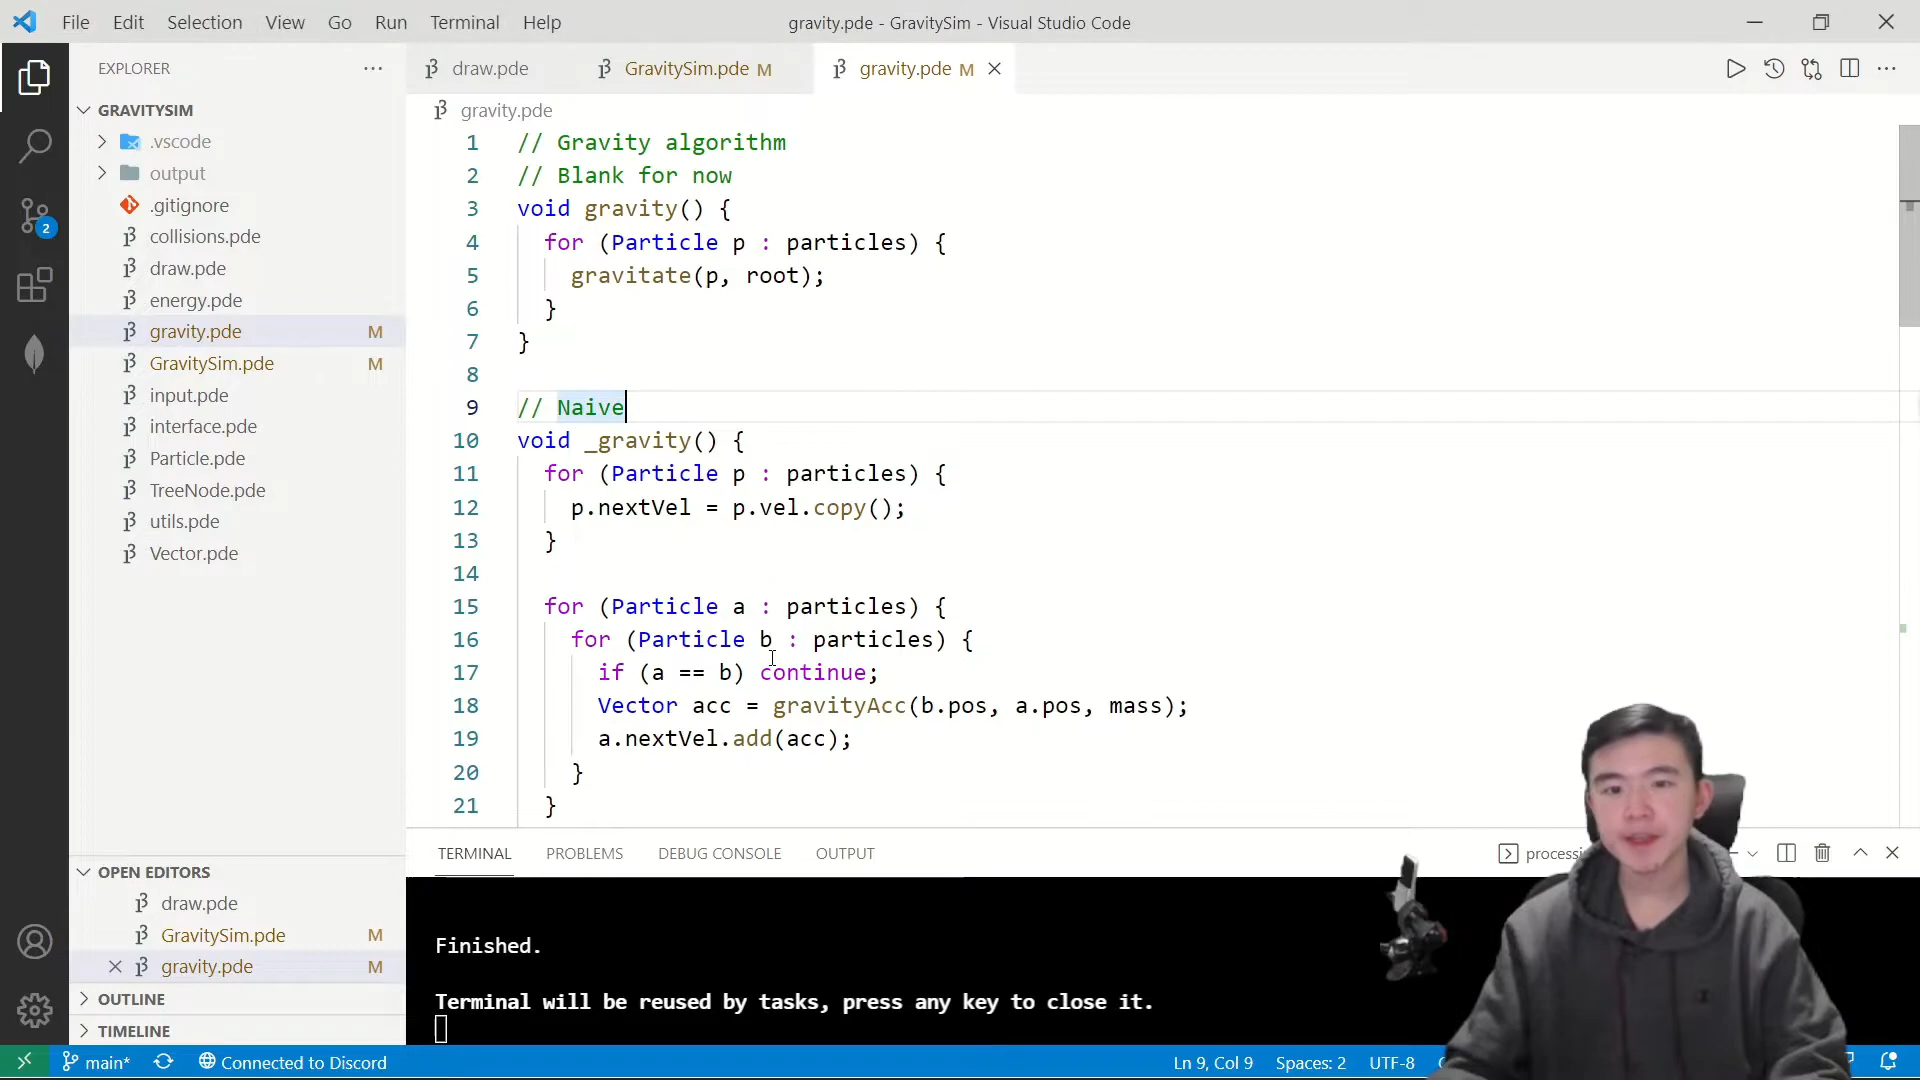 File Edit Selection View Go Run Terminal Help
gravity.pde - GravitySim - Visual Studio Code
EXPLORER
GRAVITYSIM
.vscode
output
.gitignore
collisions.pde
draw.pde
energy.pde
gravity.pde M
GravitySim.pde M
input.pde
interface.pde
Particle.pde
TreeNode.pde
utils.pde
Vector.pde
2
OPEN EDITORS
draw.pde
GravitySim.pde M
gravity.pde M
OUTLINE
TIMELINE
draw.pde GravitySim.pde M gravity.pde M
gravity.pde
1 // Gravity algorithm
2 // Blank for now
3 void gravity() {
4 for (Particle p : particles) {
5 gravitate(p, root);
6 }
7 }
8
9 // Naive
10 void _gravity() {
11 for (Particle p : particles) {
12 p.nextVel = p.vel.copy();
13 }
14
15 for (Particle a : particles) {
16 for (Particle b : particles) {
17 if (a == b) continue;
18 Vector acc = gravityAcc(b.pos, a.pos, mass);
19 a.nextVel.add(acc);
20 }
21 }
TERMINAL PROBLEMS DEBUG CONSOLE OUTPUT
processi
Finished.
Terminal will be reused by tasks, press any key to close it.
main* Connected to Discord
Ln 9, Col 9 Spaces: 2 UTF-8